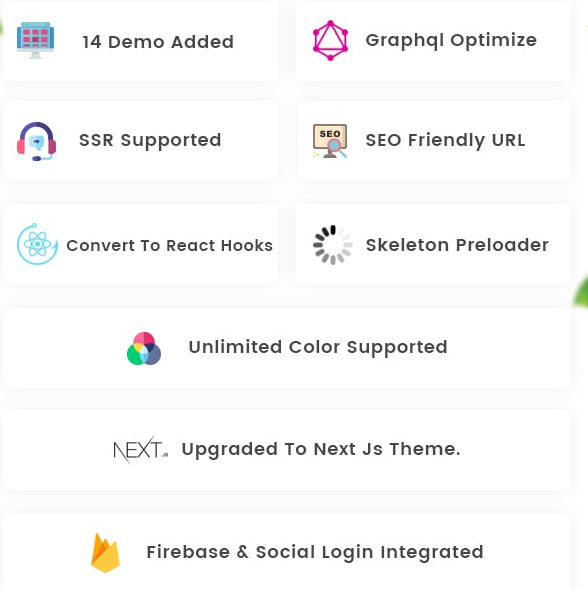 14 Demo Added
Graphql Optimize
SSR Supported
SEO
SEO Friendly URL
Convert To React Hooks
Skeleton Preloader
Unlimited Color Supported
NEXT.JS Upgraded To Next Js Theme.
Firebase & Social Login Integrated